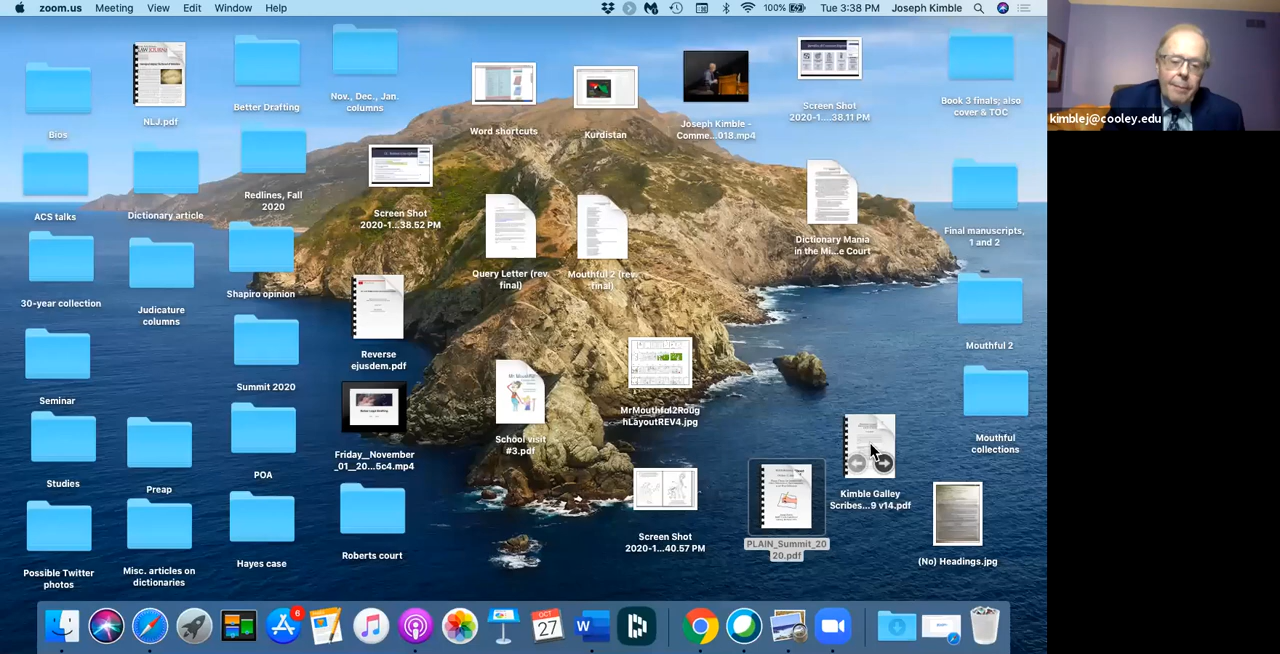 zoom.us Meeting View Edit Window Help 100% Tue 3:38 PM Joseph Kimble
kimblej@cooley.edu
Bios
NLJ.pdf
Better Drafting
Nov., Dec., Jan.
columns
Word shortcuts
Kurdistan
Joseph Kimble -
Comme...018.mp4
Screen Shot
2020-1....38.11 PM
Book 3 finals; also
cover & TOC
ACS talks
Dictionary article
Redlines, Fall
2020
Screen Shot
2020-1...38.52 PM
Query Letter (rev.
final)
Mouthful 2 (rev.
final)
Dictionary Mania
in the Mi...e Court
Final manuscripts,
1 and 2
30-year collection
Judicature
columns
Shapiro opinion
Reverse
ejusdem.pdf
Mouthful 2
Seminar
Summit 2020
School visit
#3.pdf
MrMouthful2Roug
hLayoutREV4.jpg
Mouthful
collections
Studies
Preap
POA
Friday__November
_01__20...5c4.mp4
Screen Shot
2020-1...40.57 PM
PLAIN_Summit_20
20.pdf
Kimble Galley
Scribes...9 v14.pdf
(No) Headings.jpg
Possible Twitter
photos
Misc. articles on
dictionaries
Hayes case
Roberts court
6
OCT
27
W